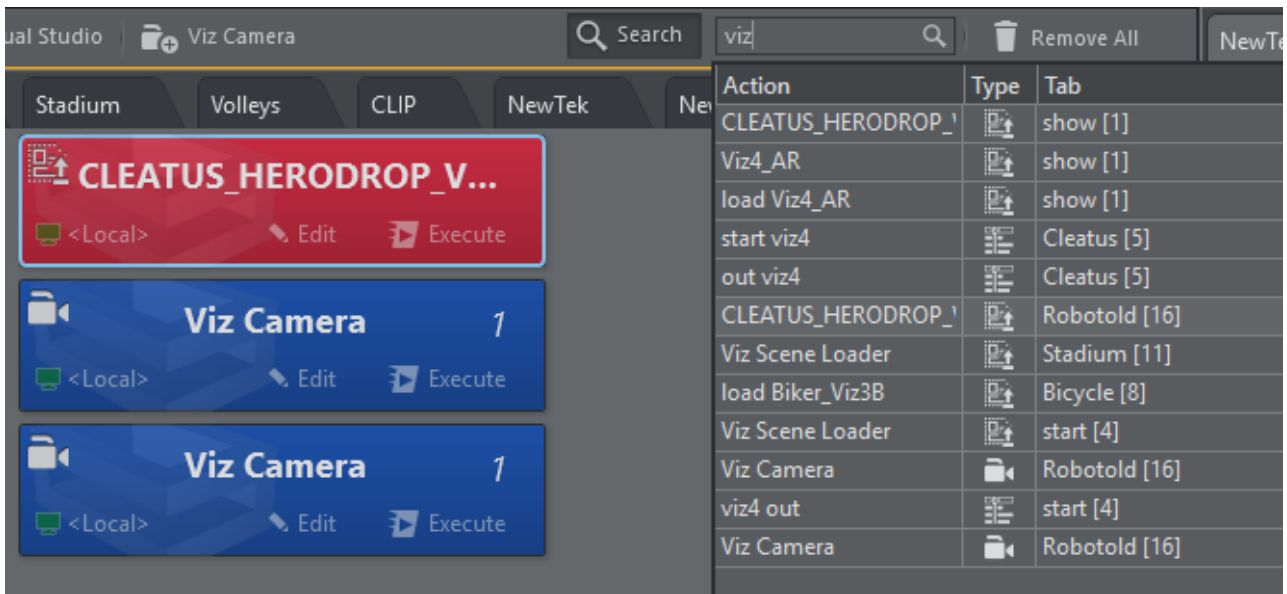 ual Studio Viz Camera Search viz Remove All NewTe
Stadium Volleys CLIP NewTek Ne
Action Type Tab
CLEATUS_HERODROP_V...
<Local> Edit Execute
Viz Camera 1
<Local> Edit Execute
Viz Camera 1
<Local> Edit Execute
CLEATUS_HERODROP_ show [1]
Viz4_AR show [1]
load Viz4_AR show [1]
start viz4 Cleatus [5]
out viz4 Cleatus [5]
CLEATUS_HERODROP_ Robotold [16]
Viz Scene Loader Stadium [11]
load Biker_Viz3B Bicycle [8]
Viz Scene Loader start [4]
Viz Camera Robotold [16]
viz4 out start [4]
Viz Camera Robotold [16]